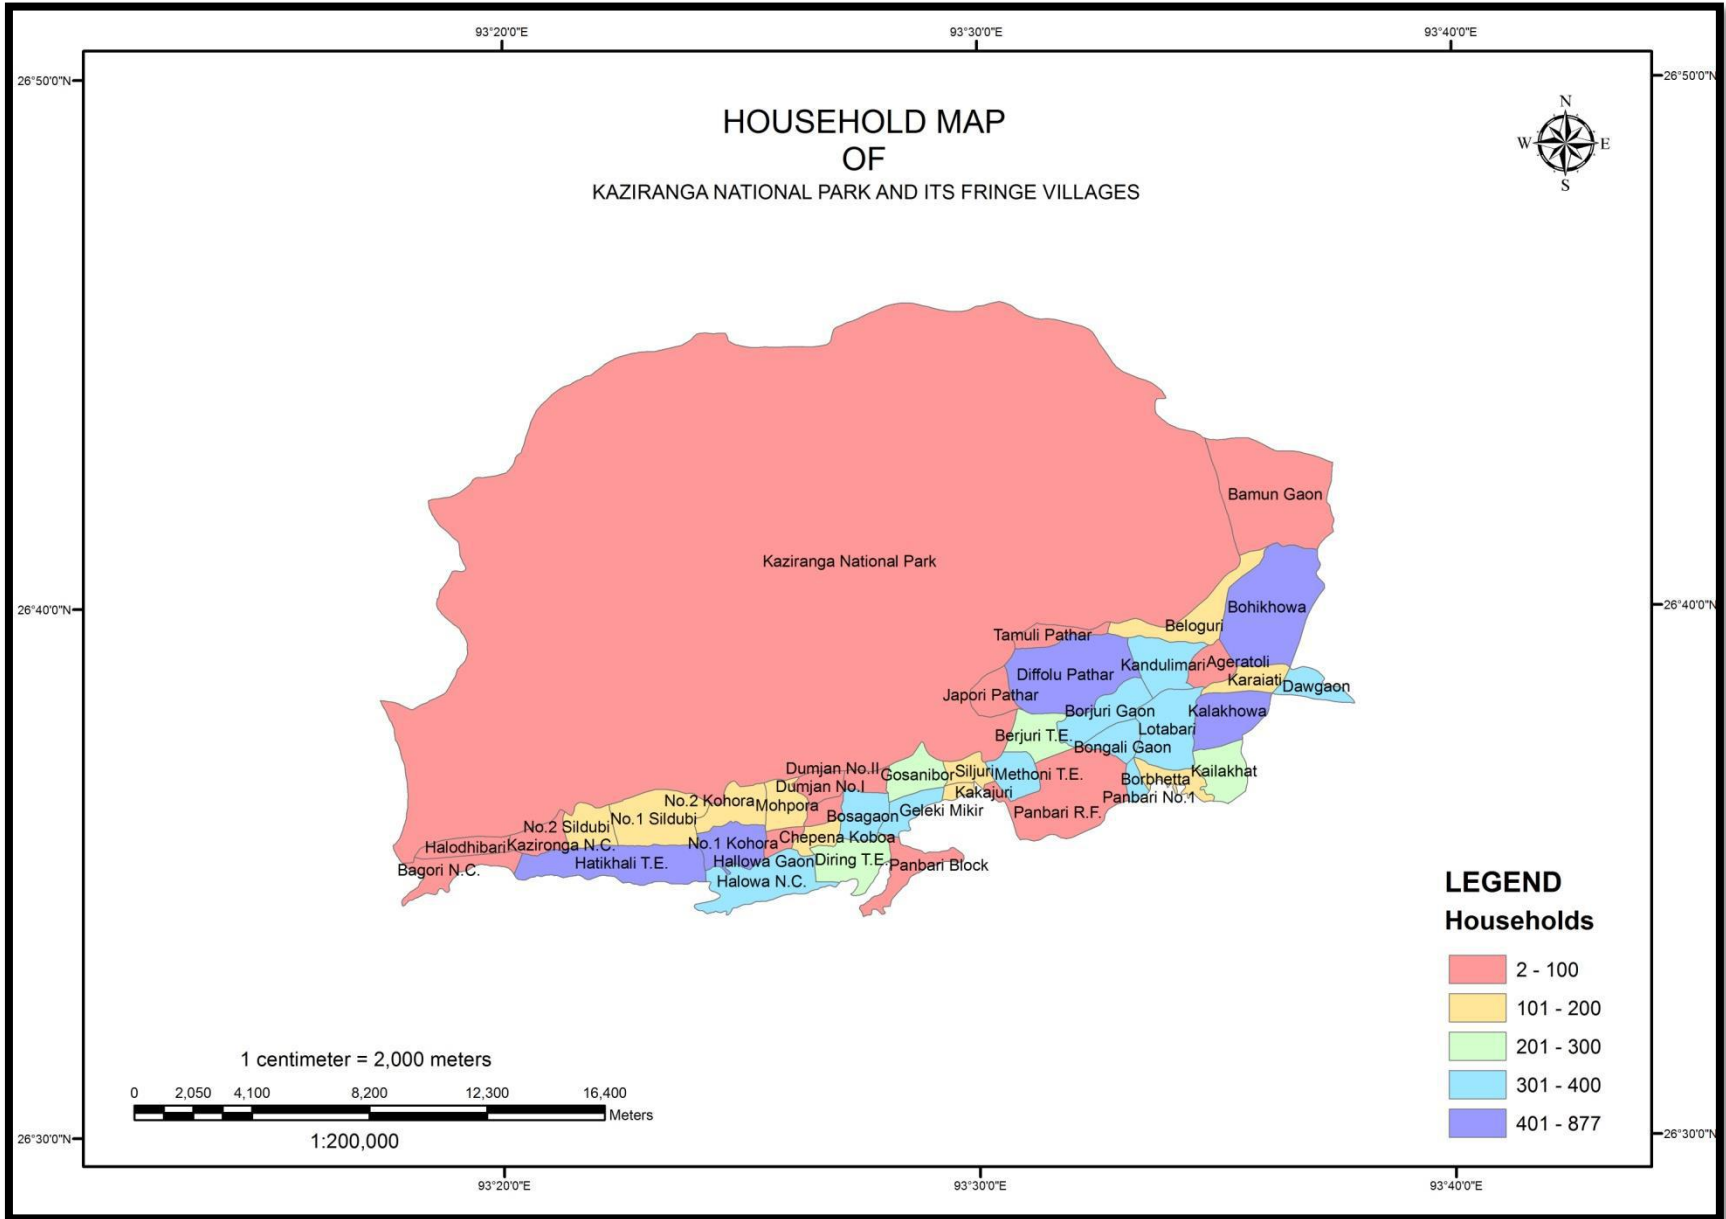 93°20'0"E
93°30'0"E
93°40'0"E
26°50'0"N
26°50'0"N
HOUSEHOLD MAP
OF
KAZIRANGA NATIONAL PARK AND ITS FRINGE VILLAGES
N
W
E
S
Bamun Gaon
Kaziranga National Park
26°40'0"N
26°40'0"N
Bohikhowa
Beloguri
Tamuli Pathar
Kandulimari
Ageratoli
Diffolu Pathar
Karaiati
Dawgaon
Japori Pathar
Borjuri Gaon
Kalakhowa
Lotabari
Berjuri T.E.
Bongali Gaon
Dumjan No.II
Gosanibor
Siljuri
Methoni T.E.
Borbhetta
Kailakhat
Dumjan No.I
Kakajuri
Panbari No.1
No.2 Kohora
Mohpora
Geleki Mikir
Panbari R.F.
No.1 Sildubi
Bosagaon
No.2 Sildubi
Chepena Koboa
Halodhibari
Kazironga N.C.
No.1 Kohora
Hatikhali T.E.
Hallowa Gaon
Diring T.E.
Panbari Block
Bagori N.C.
Halowa N.C.
LEGEND
Households
2 - 100
101 - 200
201 - 300
301 - 400
401 - 877
1 centimeter = 2,000 meters
0 2,050 4,100 8,200 12,300 16,400
Meters
1:200,000
26°30'0"N
26°30'0"N
93°20'0"E
93°30'0"E
93°40'0"E